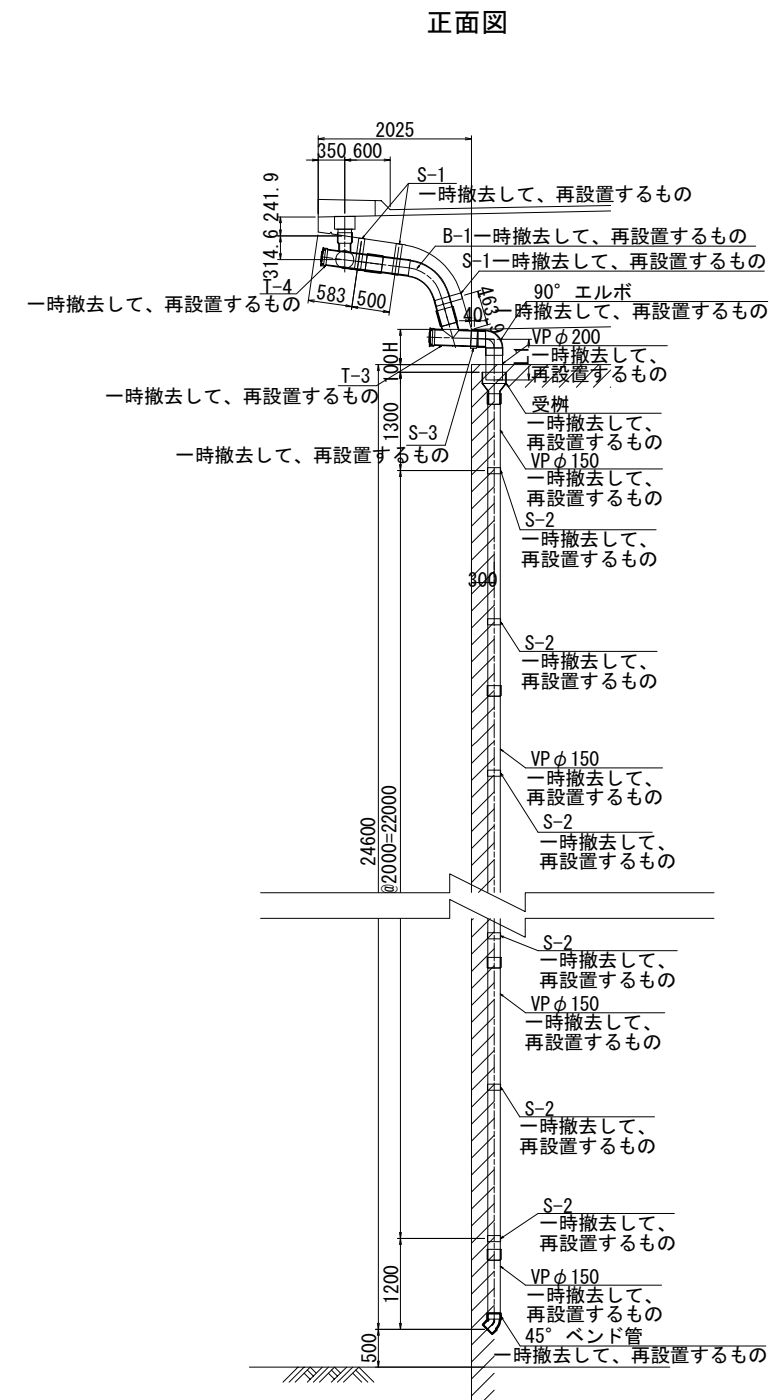 正面図
2025
350
600
241.9
314.6
S-1
一時撤去して、再設置するもの
B-1一時撤去して、再設置するもの
S-1一時撤去して、再設置するもの
T-4
一時撤去して、再設置するもの
583
500
463.9
40
90° エルボ
一時撤去して、再設置するもの
VPφ200
一時撤去して、
再設置するもの
T-3
一時撤去して、再設置するもの
1300
受桝
一時撤去して、
再設置するもの
S-3
一時撤去して、再設置するもの
VPφ150
一時撤去して、
再設置するもの
S-2
一時撤去して、
再設置するもの
300
S-2
一時撤去して、
再設置するもの
VPφ150
一時撤去して、
再設置するもの
S-2
一時撤去して、
再設置するもの
24600
@2000=22000
S-2
一時撤去して、
再設置するもの
VPφ150
一時撤去して、
再設置するもの
S-2
一時撤去して、
再設置するもの
S-2
一時撤去して、
再設置するもの
1200
VPφ150
一時撤去して、
再設置するもの
45° ベンド管
一時撤去して、再設置するもの
500